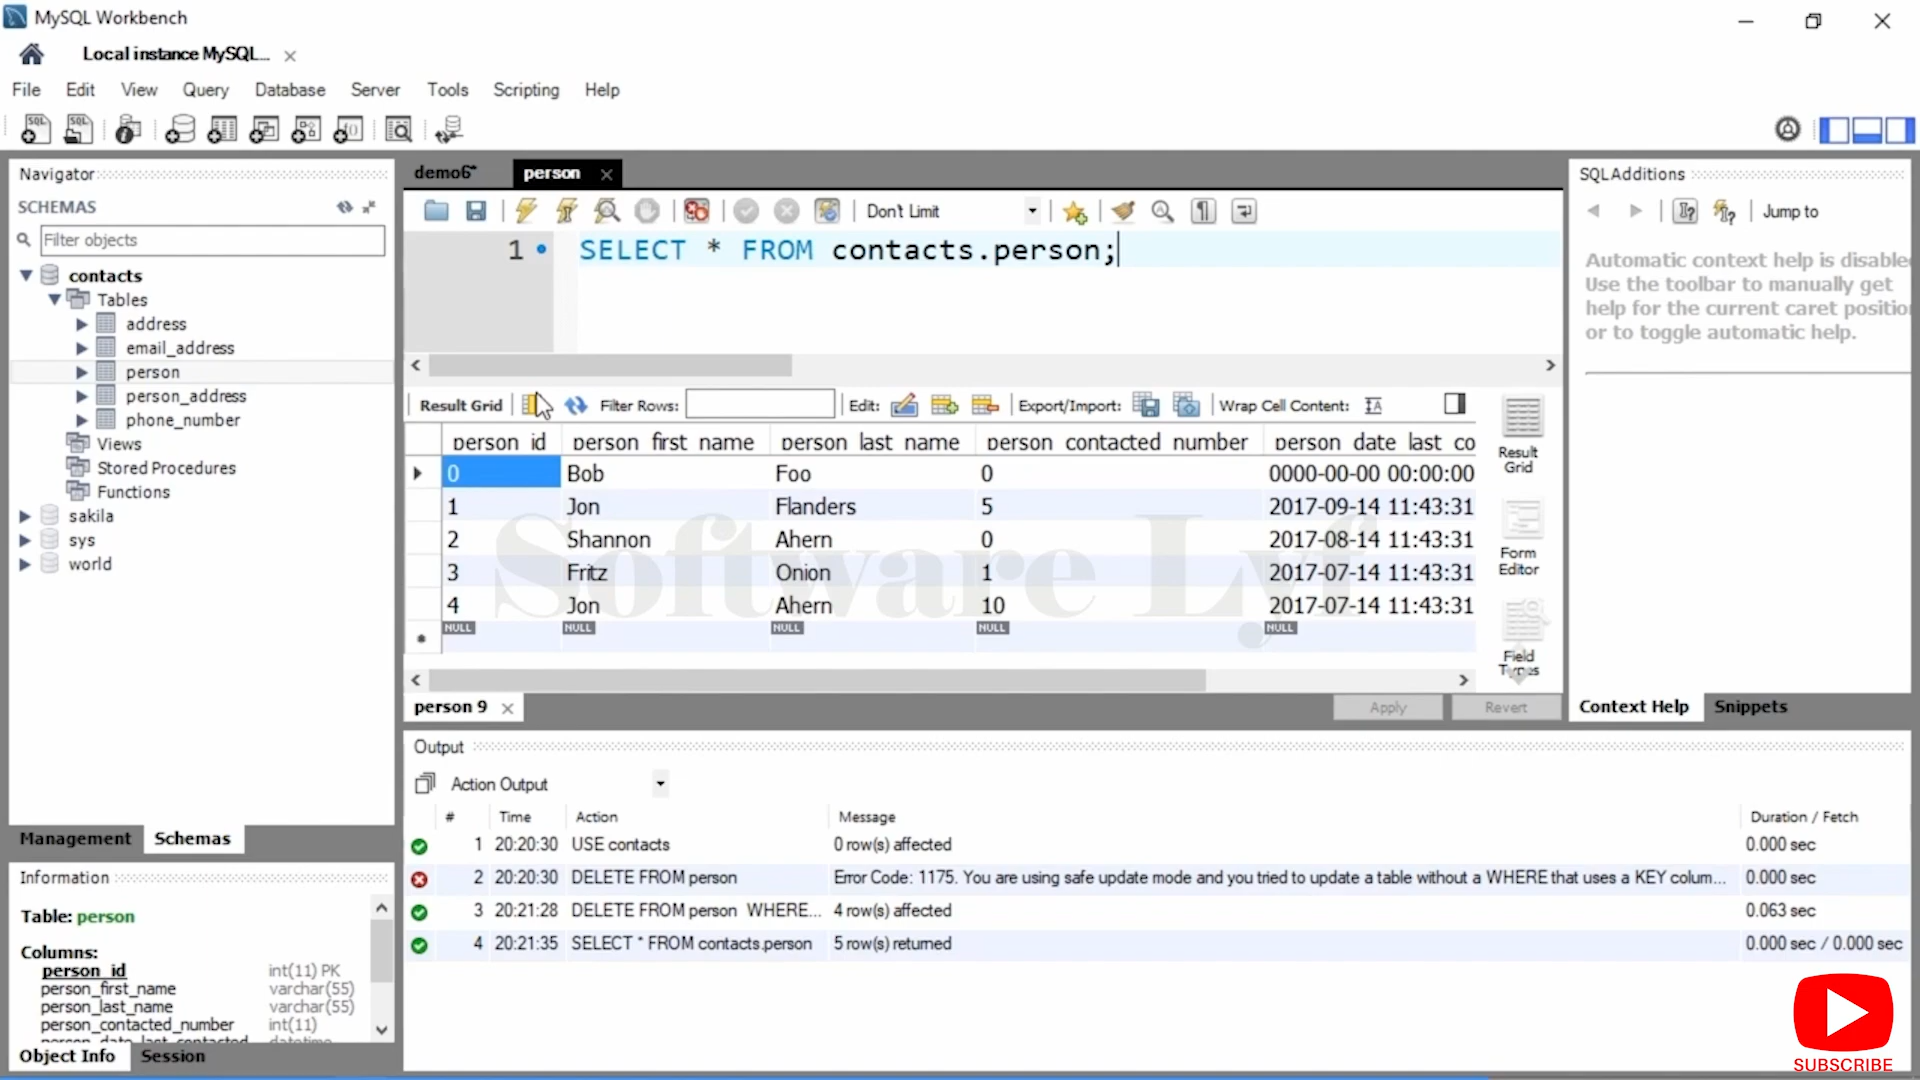 MySQL Workbench
Local instance MySQL...
File Edit View Query Database Server Tools Scripting Help
Navigator
SCHEMAS
Filter objects
contacts
Tables
address
email_address
person
person_address
phone_number
Views
Stored Procedures
Functions
sakila
sys
world
Management Schemas
Information
Table: person
Columns:
person_id int(11) PK
person_first_name varchar(55)
person_last_name varchar(55)
person_contacted_number int(11)
person_date_last_contacted datetime
Object Info Session
demo6* person
Don't Limit
1 SELECT * FROM contacts.person;
Result Grid Filter Rows: Edit: Export/Import: Wrap Cell Content:
person_id person_first_name person_last_name person_contacted_number person_date_last_co
0 Bob Foo 0 0000-00-00 00:00:00
1 Jon Flanders 5 2017-09-14 11:43:31
2 Shannon Ahern 0 2017-08-14 11:43:31
3 Fritz Onion 1 2017-07-14 11:43:31
4 Jon Ahern 10 2017-07-14 11:43:31
NULL NULL NULL NULL NULL
Software Lyf
Result
Grid
Form
Editor
Field
Types
person 9 Apply Revert
SQLAdditions
Jump to
Automatic context help is disable
Use the toolbar to manually get
help for the current caret positio
or to toggle automatic help.
Context Help Snippets
Output
Action Output
# Time Action Message Duration / Fetch
1 20:20:30 USE contacts 0 row(s) affected 0.000 sec
2 20:20:30 DELETE FROM person Error Code: 1175. You are using safe update mode and you tried to update a table without a WHERE that uses a KEY colum... 0.000 sec
3 20:21:28 DELETE FROM person WHERE... 4 row(s) affected 0.063 sec
4 20:21:35 SELECT * FROM contacts.person 5 row(s) returned 0.000 sec / 0.000 sec
SUBSCRIBE